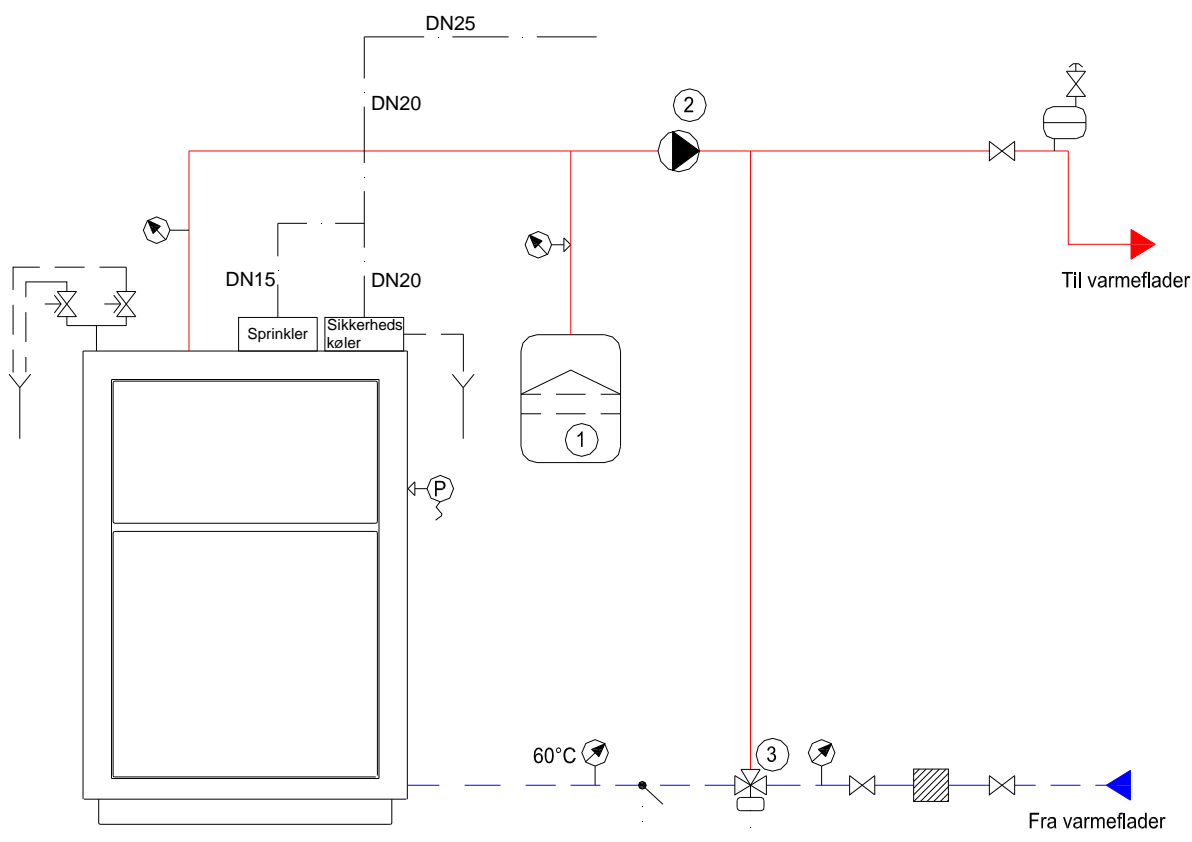 DN25
DN20
2
DN15
DN20
Til varmeflader
Sprinkler
Sikkerheds
køler
1
P
60°C
3
Fra varmeflader